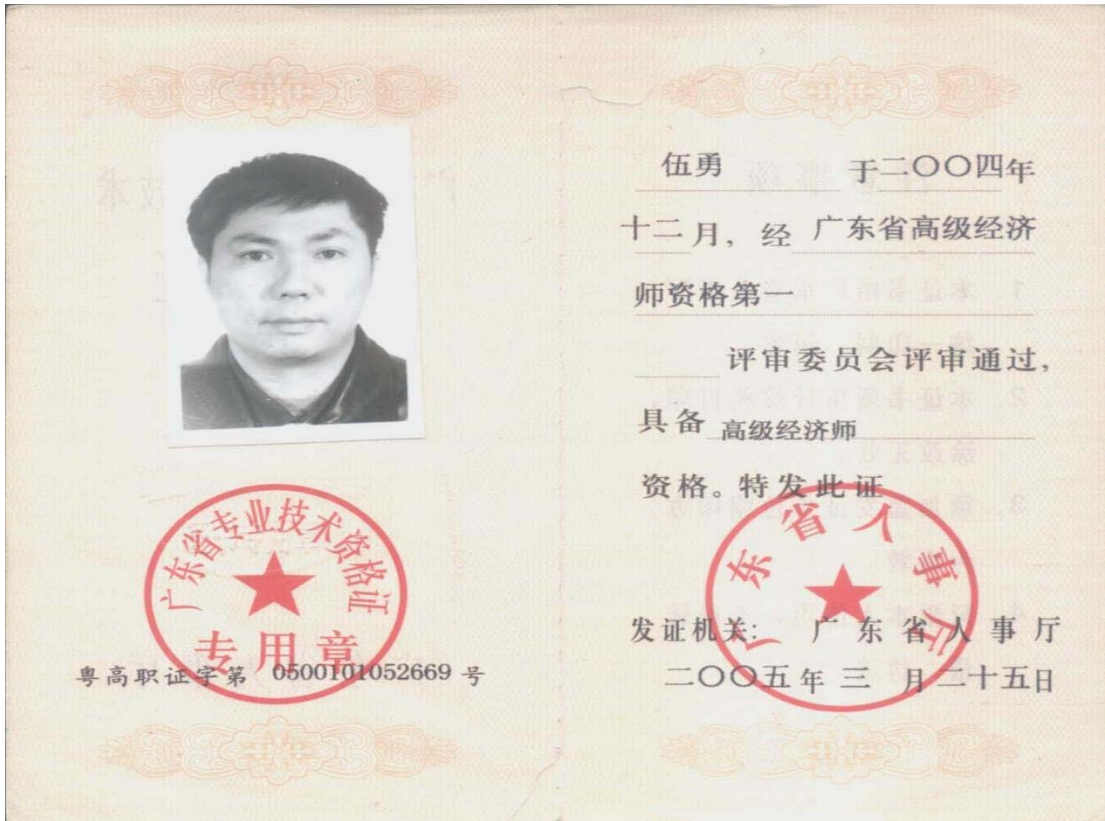 广东省专业技术资格证
专用章
粤高职证字第 0500101052669 号
伍勇 于二〇〇四年
十二月，经 广东省高级经济
师资格第一
评审委员会评审通过，
具备 高级经济师
资格。特发此证
广东省人事厅
发证机关：广东省人事厅
二〇〇五年 三 月二十五日